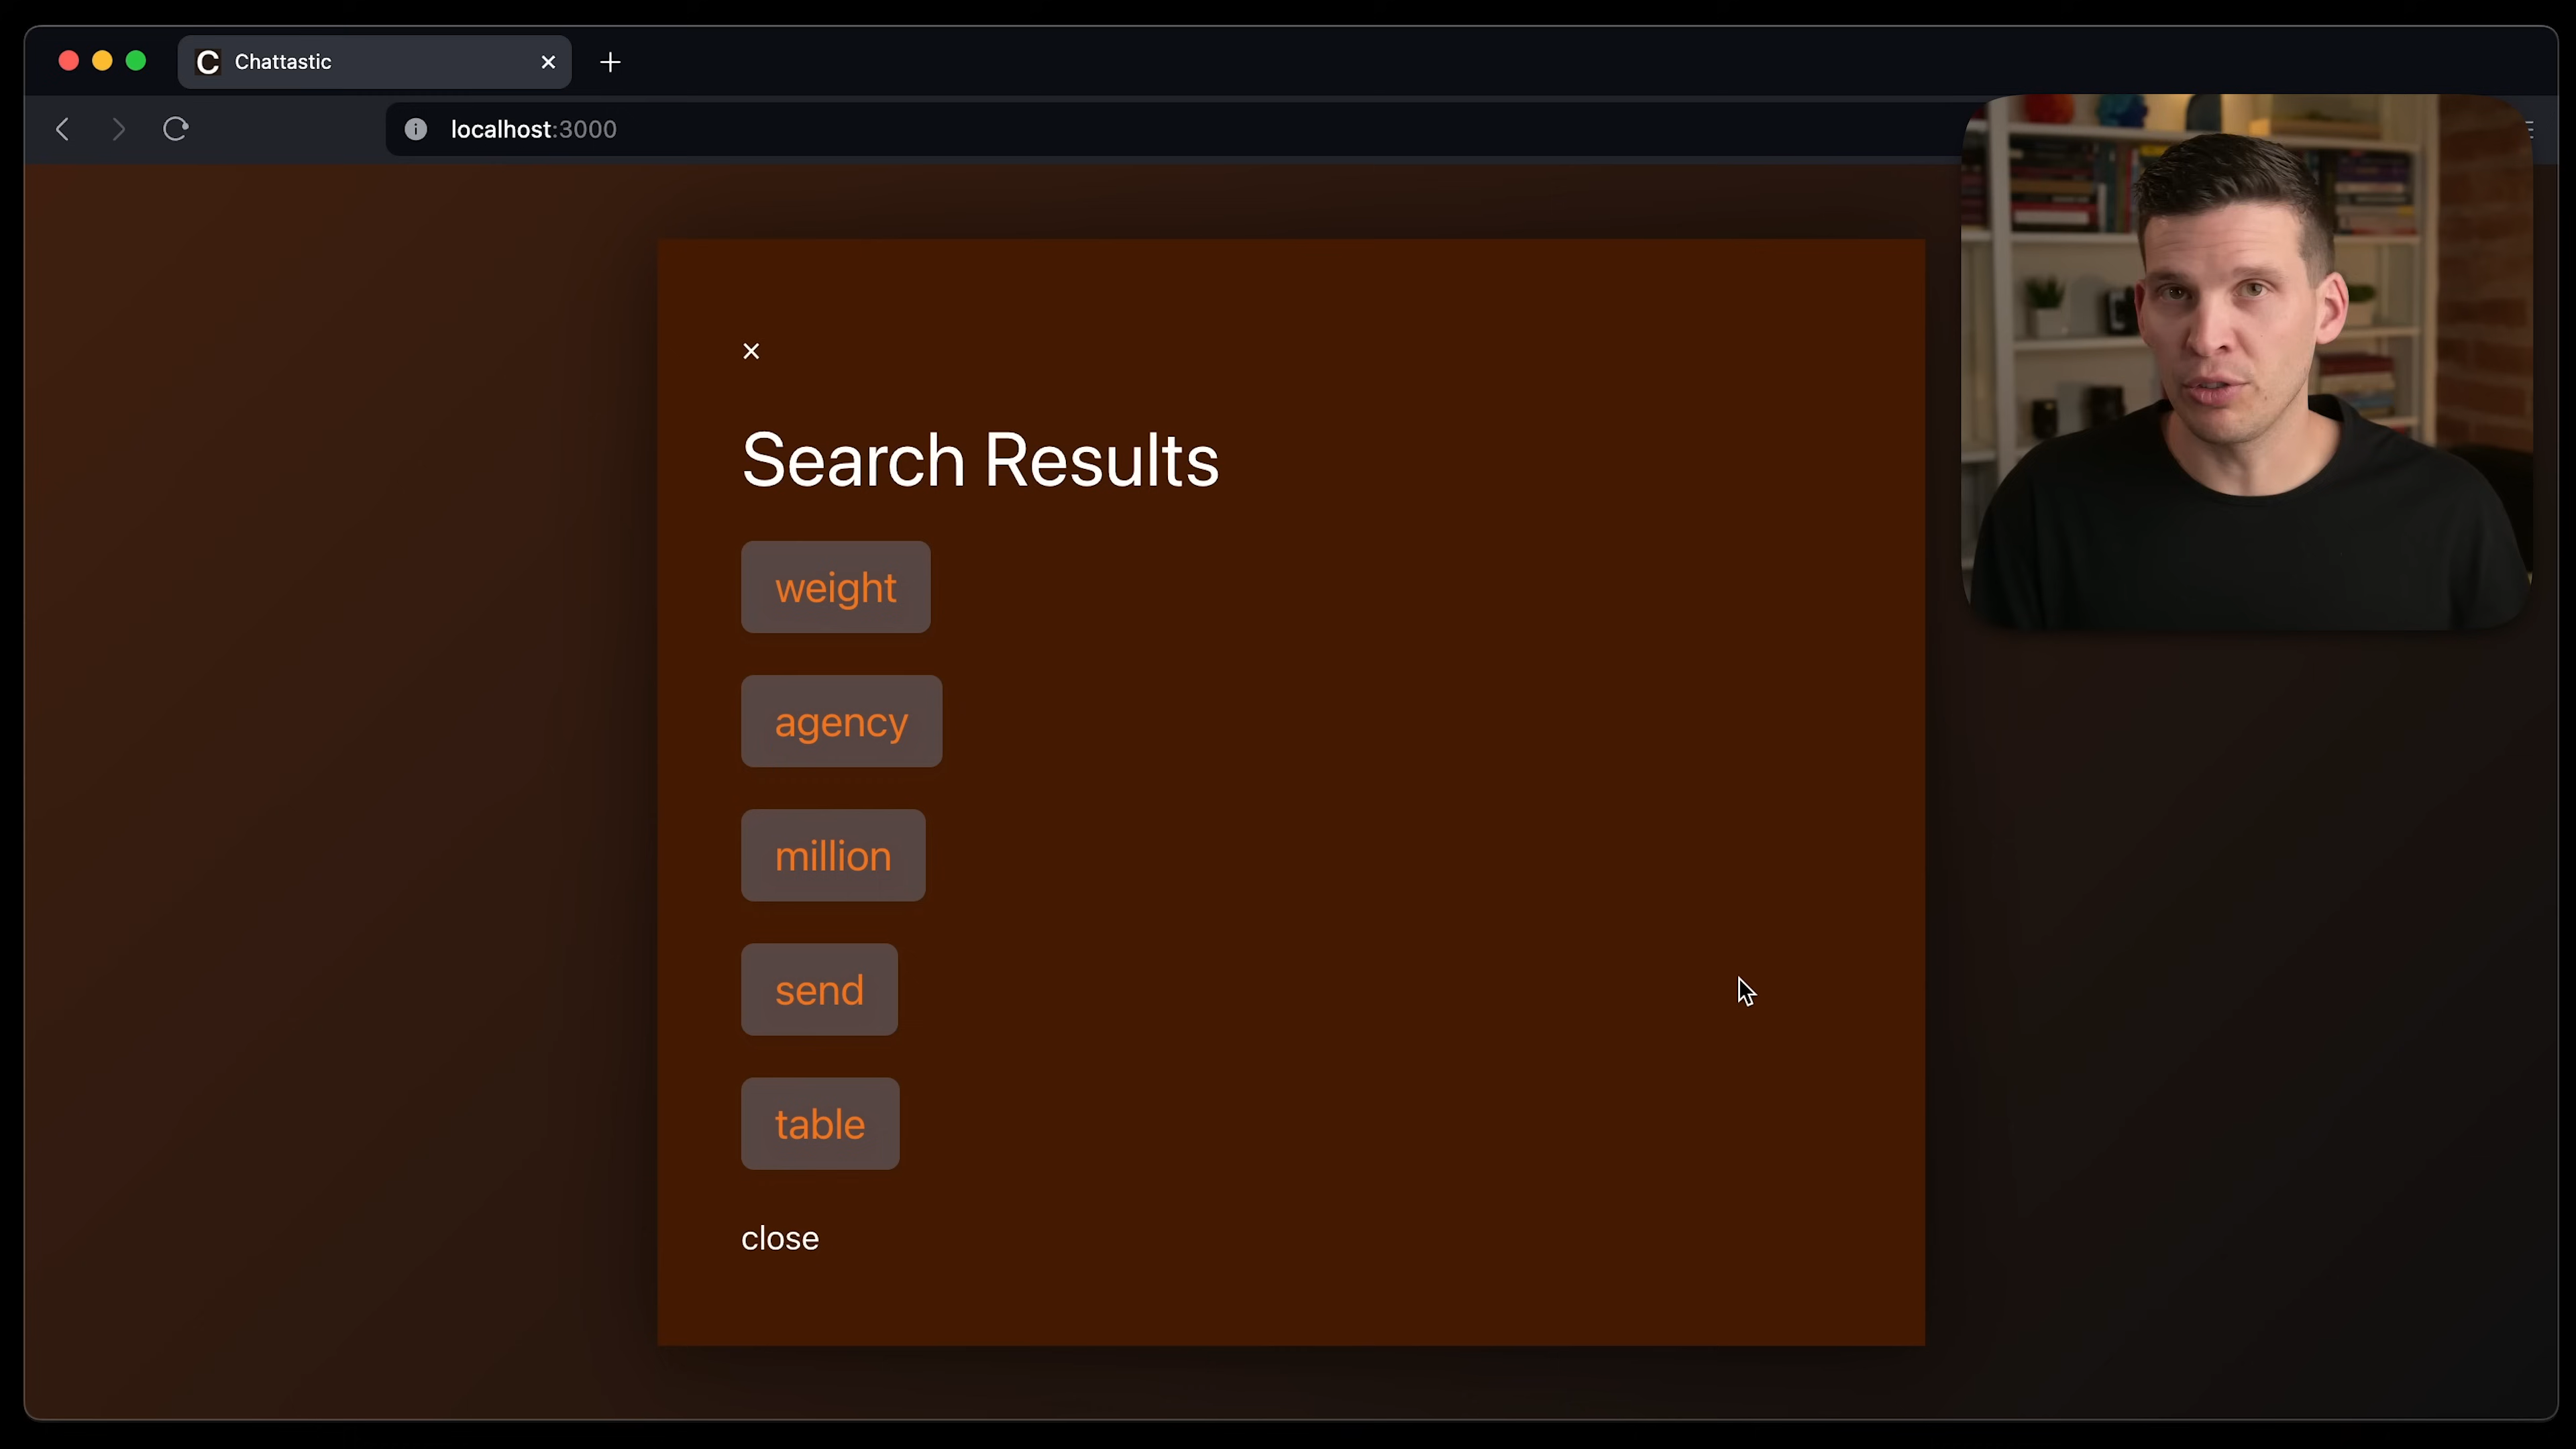 C Chattastic
localhost:3000
Search Results
weight
agency
million
send
table
close